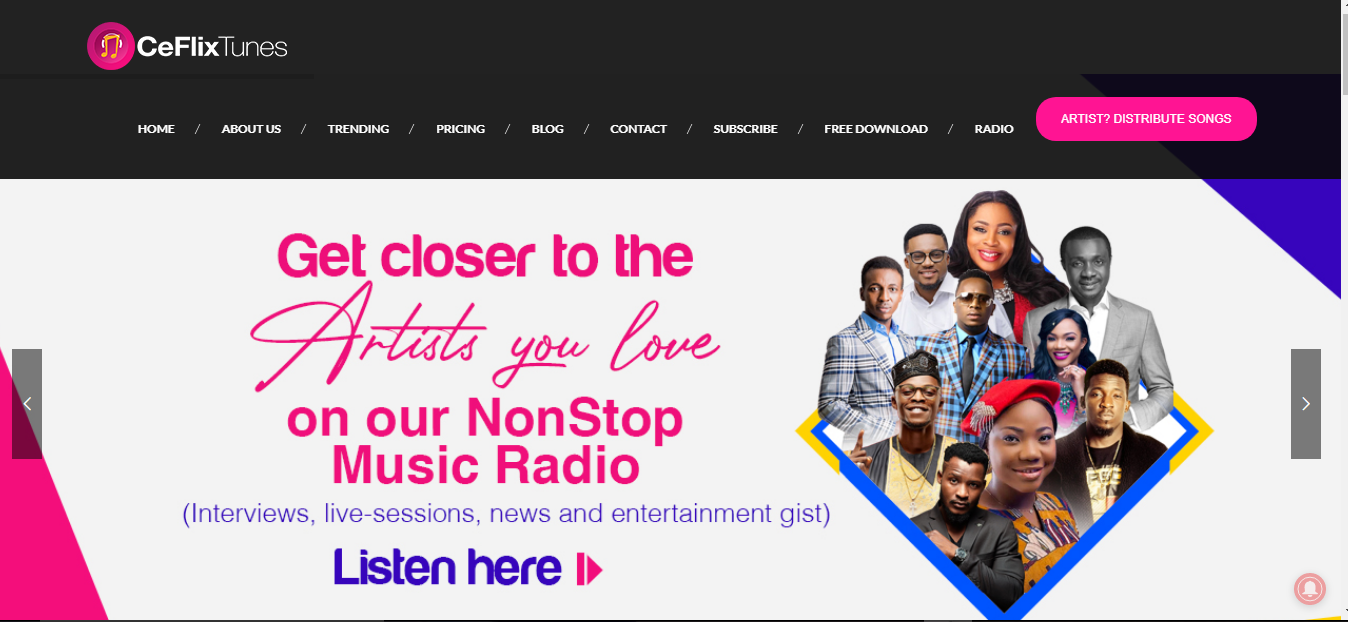 CeFlixTunes
HOME / ABOUT US / TRENDING / PRICING / BLOG / CONTACT / SUBSCRIBE / FREE DOWNLOAD / RADIO
ARTIST? DISTRIBUTE SONGS
Get closer to the
Artists you love
on our NonStop
Music Radio
(Interviews, live-sessions, news and entertainment gist)
Listen here